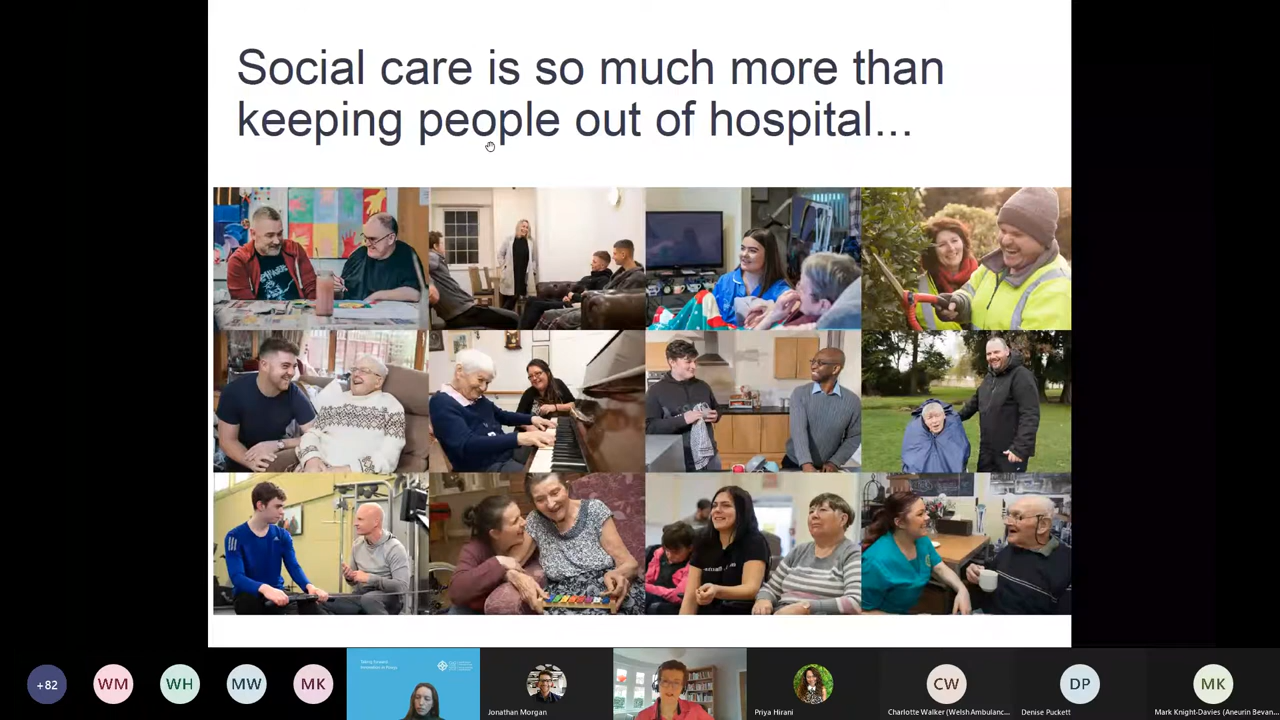 Social care is so much more than
keeping people out of hospital...
+82
WM
WH
MW
MK
Jonathan Morgan
Priya Hirani
CW
Charlotte Walker (Welsh Ambulanc...
DP
Denise Puckett
MK
Mark Knight-Davies (Aneurin Bevan...